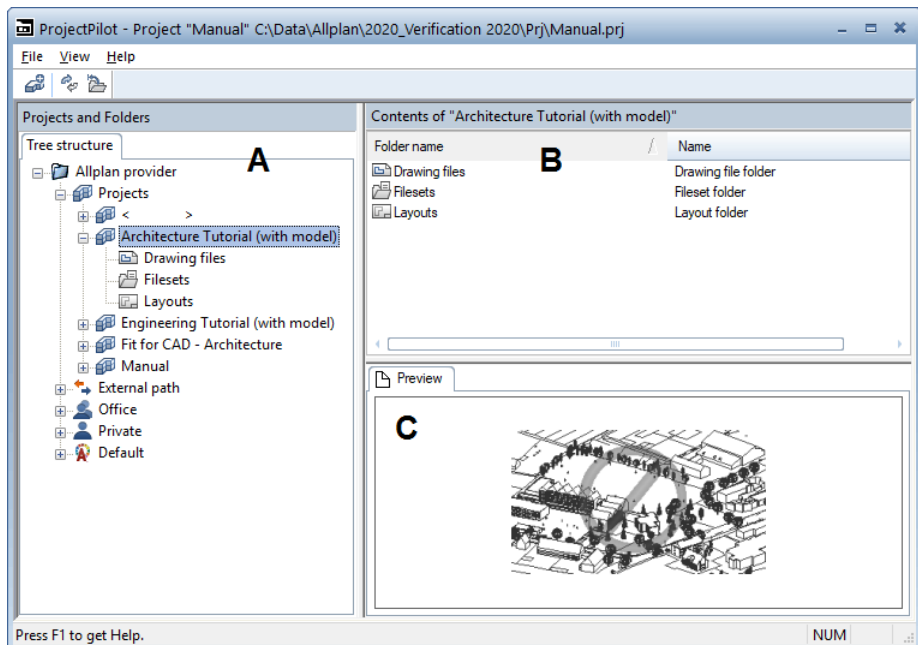 ProjectPilot - Project "Manual" C:\Data\Allplan\2020_Verification 2020\Prj\Manual.prj
File View Help
Projects and Folders
Tree structure
A
Allplan provider
Projects
< >
Architecture Tutorial (with model)
Drawing files
Filesets
Layouts
Engineering Tutorial (with model)
Fit for CAD - Architecture
Manual
External path
Office
Private
Default
Contents of "Architecture Tutorial (with model)"
Folder name / Name
B
Drawing files Drawing file folder
Filesets Fileset folder
Layouts Layout folder
Preview
C
Press F1 to get Help. NUM